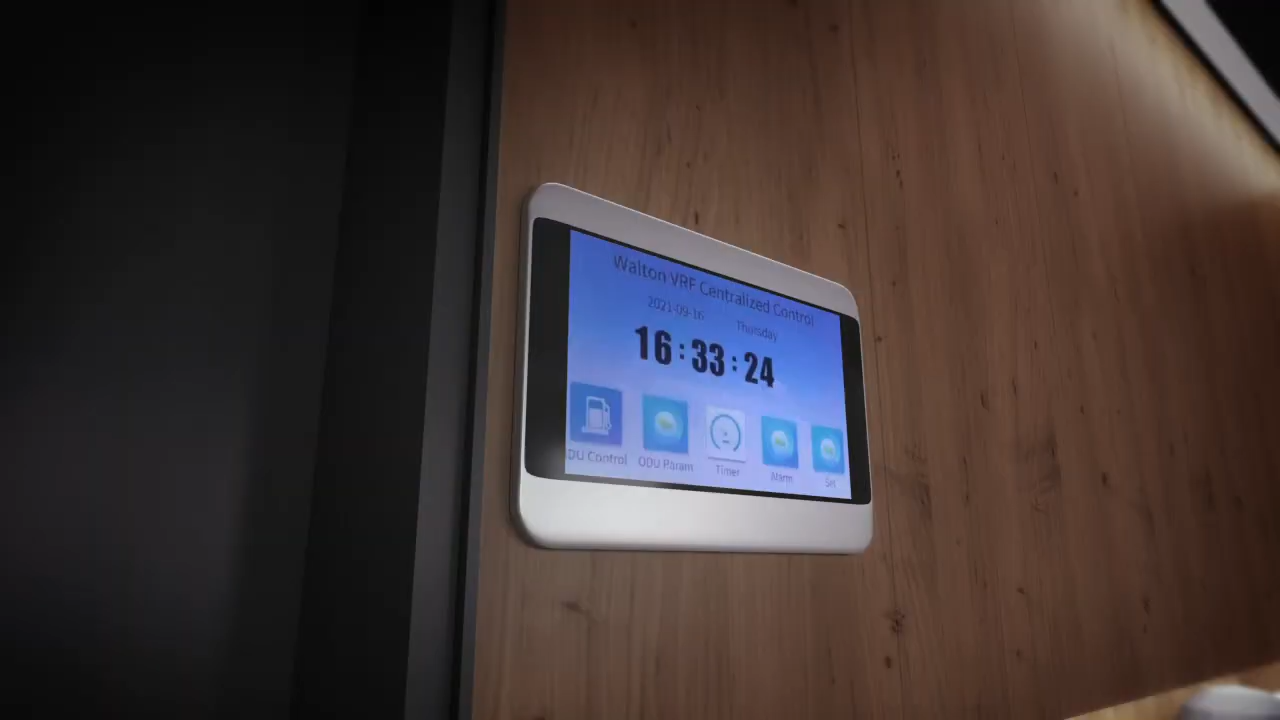 Walton VRF Centralized Control
2021-09-16 Thursday
16:33:24
DU Control ODU Param Timer Alarm Set